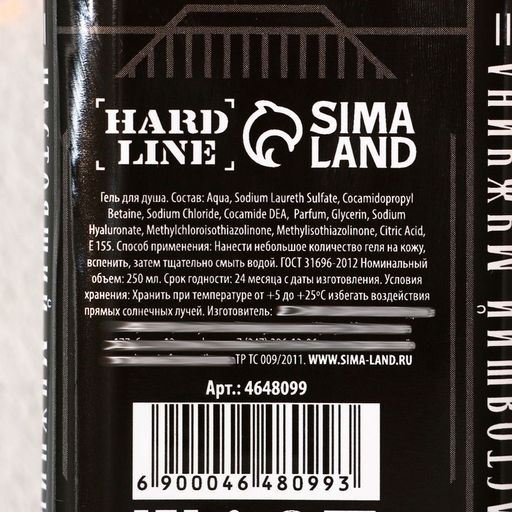 HARD LINE
SIMA LAND
Гель для душа. Состав: Aqua, Sodium Laureth Sulfate, Cocamidopropyl
Betaine, Sodium Chloride, Cocamide DEA, Parfum, Glycerin, Sodium
Hyaluronate, Methylchloroisothiazolinone, Methylisothiazolinone, Citric Acid,
E 155. Способ применения: Нанести небольшое количество геля на кожу,
вспенить, затем тщательно смыть водой. ГОСТ 31696-2012 Номинальный
объем: 250 мл. Срок годности: 24 месяца с даты изготовления. Условия
хранения: Хранить при температуре от +5 до +25°C избегать воздействия
прямых солнечных лучей. Изготовитель:
ТР ТС 009/2011. WWW.SIMA-LAND.RU
Арт.: 4648099
6 900046 480993
НАСТОЯЩИЙ МУЖЧИНА